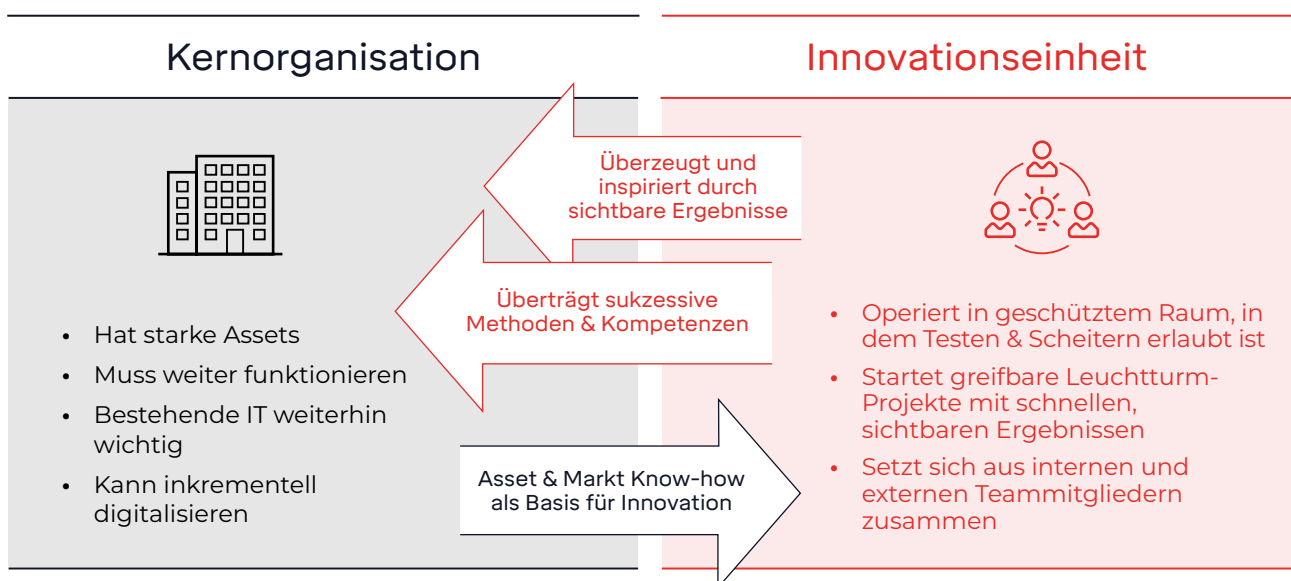 Kernorganisation
Innovationseinheit
Überzeugt und
inspiriert durch
sichtbare Ergebnisse
Überträgt sukzessive
Methoden & Kompetenzen
• Hat starke Assets
• Muss weiter funktionieren
• Bestehende IT weiterhin
wichtig
• Kann inkrementell
digitalisieren
Asset & Markt Know-how
als Basis für Innovation
• Operiert in geschütztem Raum, in
dem Testen & Scheitern erlaubt ist
• Startet greifbare Leuchtturm-
Projekte mit schnellen,
sichtbaren Ergebnissen
• Setzt sich aus internen und
externen Teammitgliedern
zusammen